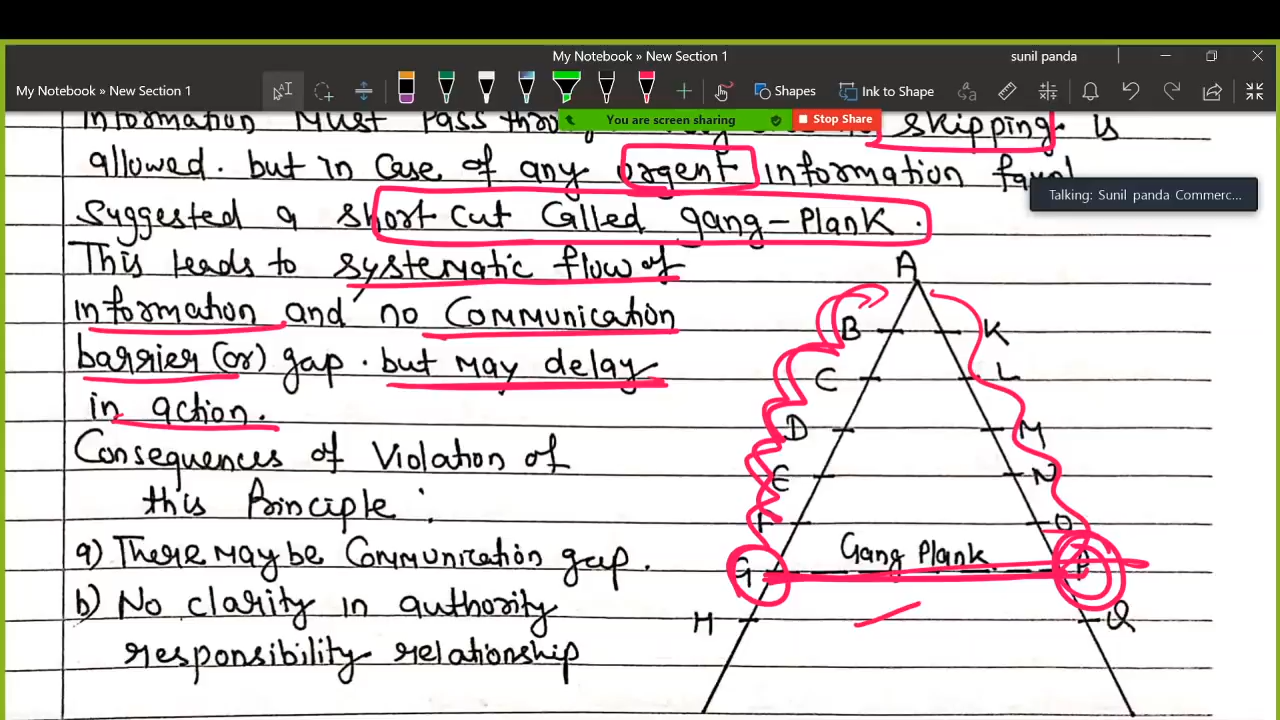 My Notebook » New Section 1
sunil panda
My Notebook » New Section 1
Shapes
Ink to Shape
You are screen sharing
Stop Share
Talking: Sunil panda Commerc...
Information Must Pass skipping is
allowed. but in case of any urgent information fayol
suggested a short cut called gang-Plank.
This leads to systematic flow of
information and no Communication
barrier (or) gap. but may delay
in action.
Consequences of Violation of
this Principle :
a) There may be Communication gap.
b) No clarity in authority
responsibility relationship
A
B K
C L
D M
E N
F O
G Gang Plank P
H Q